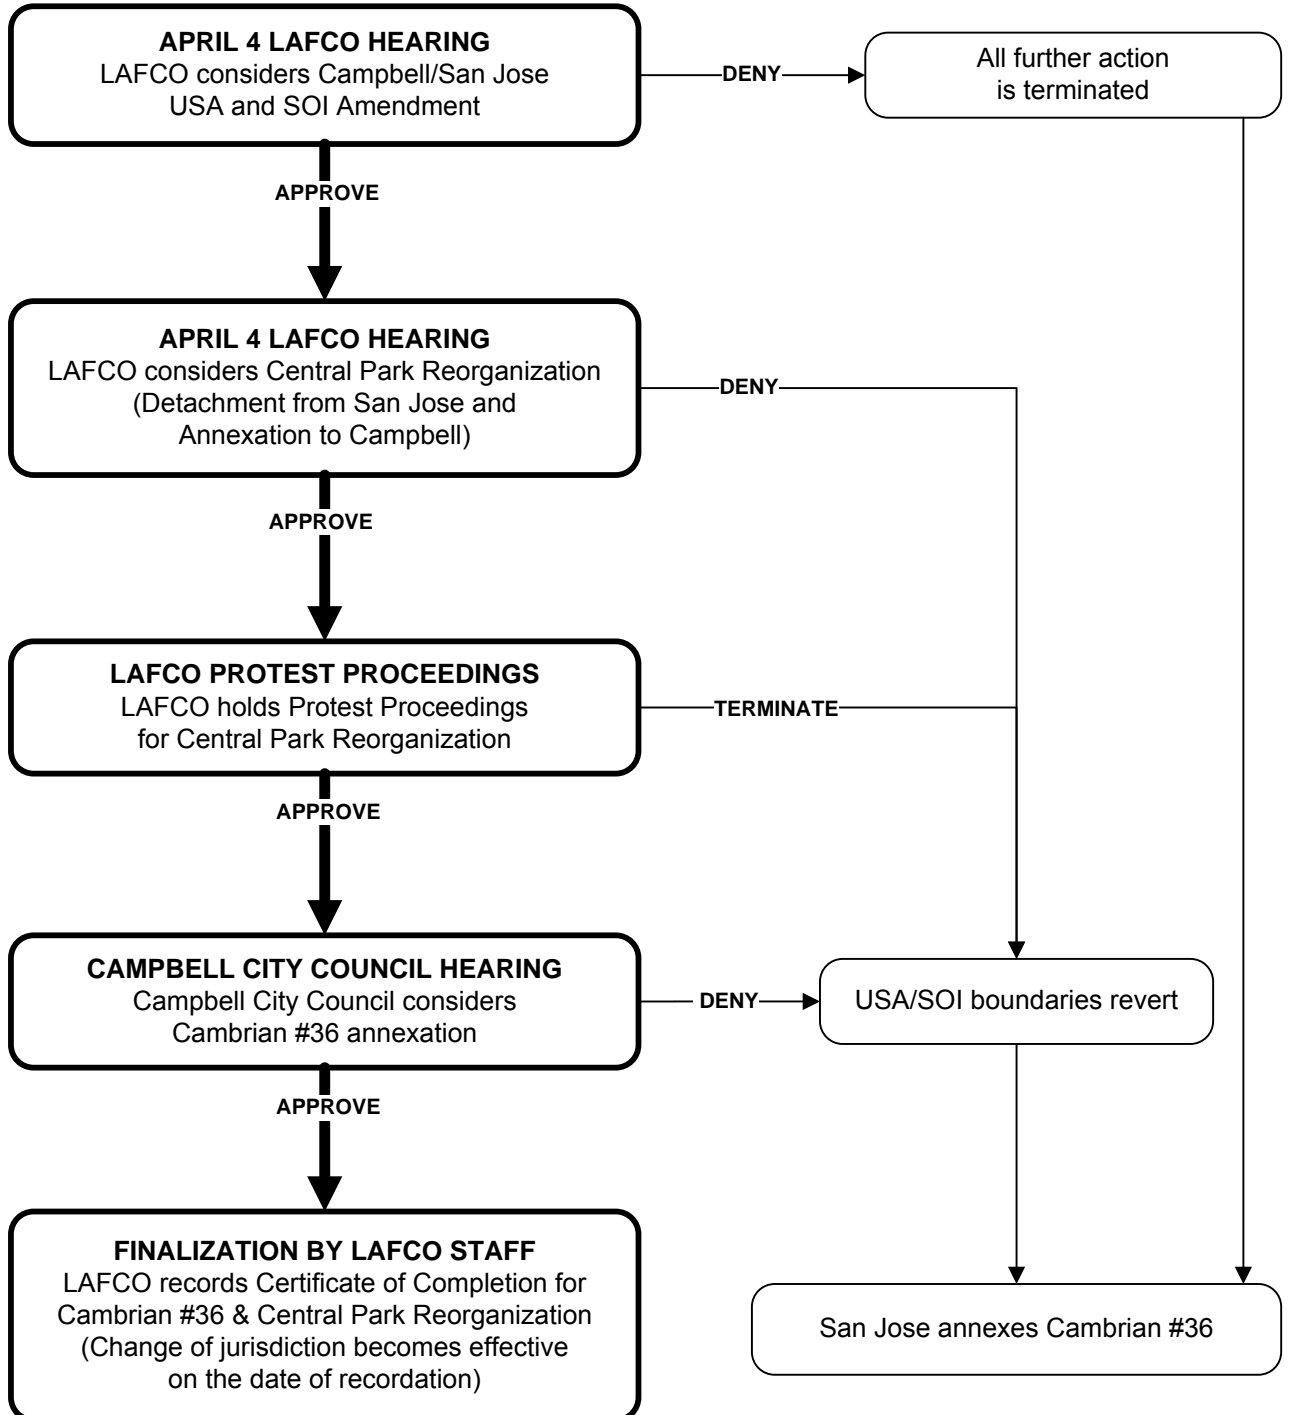 APRIL 4 LAFCO HEARING
LAFCO considers Campbell/San Jose
USA and SOI Amendment
DENY
All further action
is terminated
APPROVE
APRIL 4 LAFCO HEARING
LAFCO considers Central Park Reorganization
(Detachment from San Jose and
Annexation to Campbell)
DENY
APPROVE
LAFCO PROTEST PROCEEDINGS
LAFCO holds Protest Proceedings
for Central Park Reorganization
TERMINATE
APPROVE
CAMPBELL CITY COUNCIL HEARING
Campbell City Council considers
Cambrian #36 annexation
DENY
USA/SOI boundaries revert
APPROVE
FINALIZATION BY LAFCO STAFF
LAFCO records Certificate of Completion for
Cambrian #36 & Central Park Reorganization
(Change of jurisdiction becomes effective
on the date of recordation)
San Jose annexes Cambrian #36